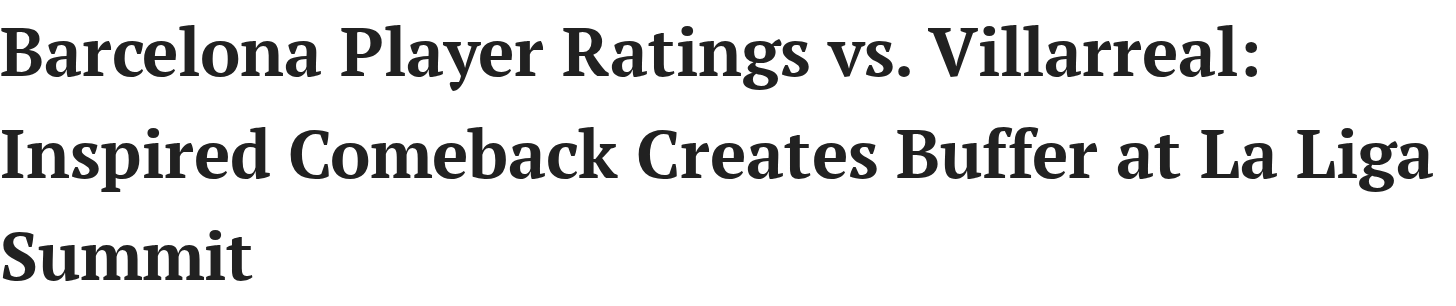 Barcelona Player Ratings vs. Villarreal:
Inspired Comeback Creates Buffer at La Liga
Summit